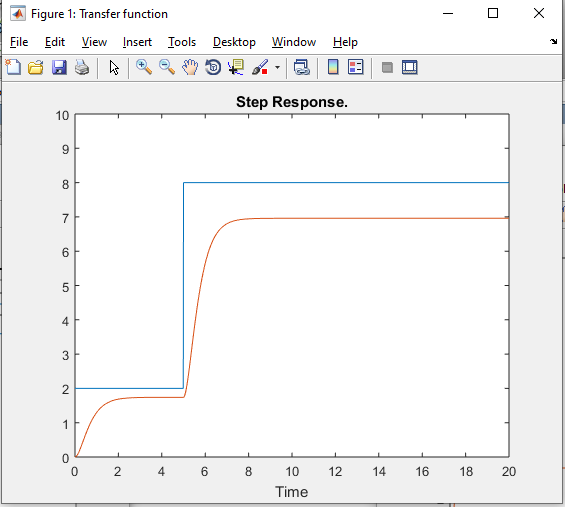 Figure 1: Transfer function
File Edit View Insert Tools Desktop Window Help
Step Response.
10
9
8
7
6
5
4
3
2
1
0
0 2 4 6 8 10 12 14 16 18 20
Time